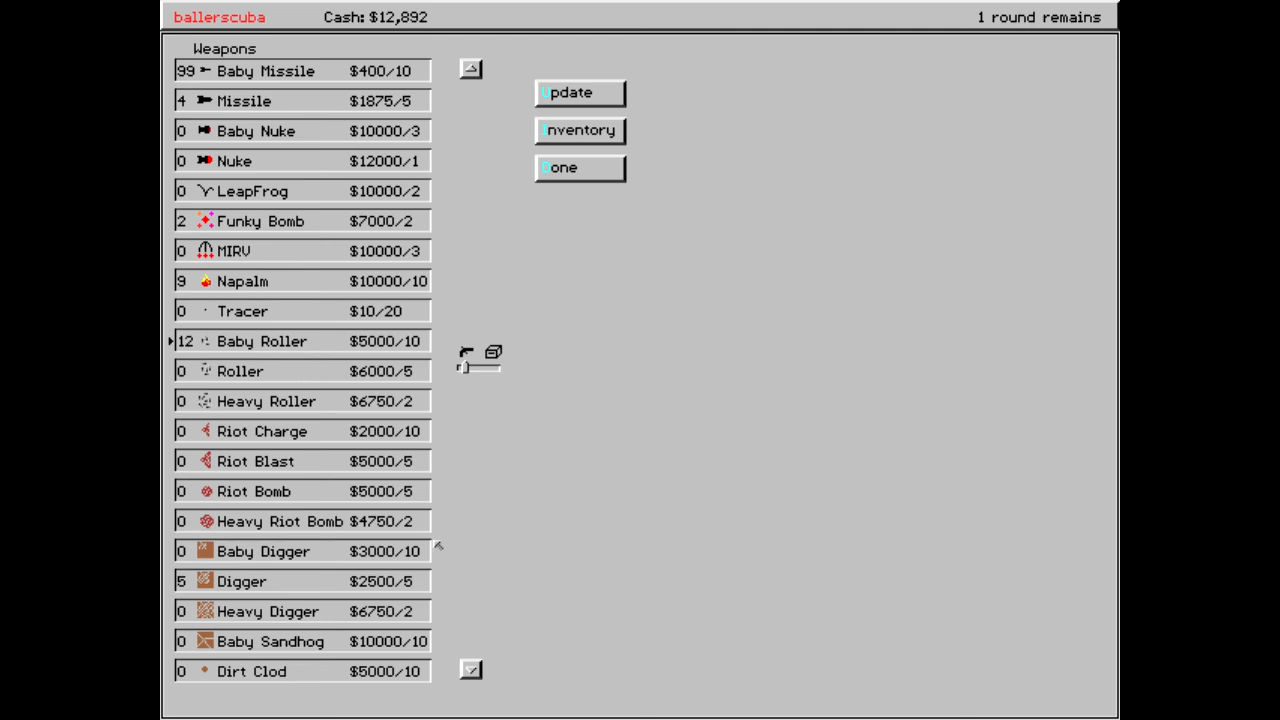 ballerscuba Cash: $12,892 1 round remains
Weapons
99 Baby Missile $400/10
4 Missile $1875/5
0 Baby Nuke $10000/3
0 Nuke $12000/1
0 LeapFrog $10000/2
2 Funky Bomb $7000/2
0 MIRV $10000/3
9 Napalm $10000/10
0 Tracer $10/20
12 Baby Roller $5000/10
0 Roller $6000/5
0 Heavy Roller $6750/2
0 Riot Charge $2000/10
0 Riot Blast $5000/5
0 Riot Bomb $5000/5
0 Heavy Riot Bomb $4750/2
0 Baby Digger $3000/10
5 Digger $2500/5
0 Heavy Digger $6750/2
0 Baby Sandhog $10000/10
0 Dirt Clod $5000/10
Update
Inventory
Done